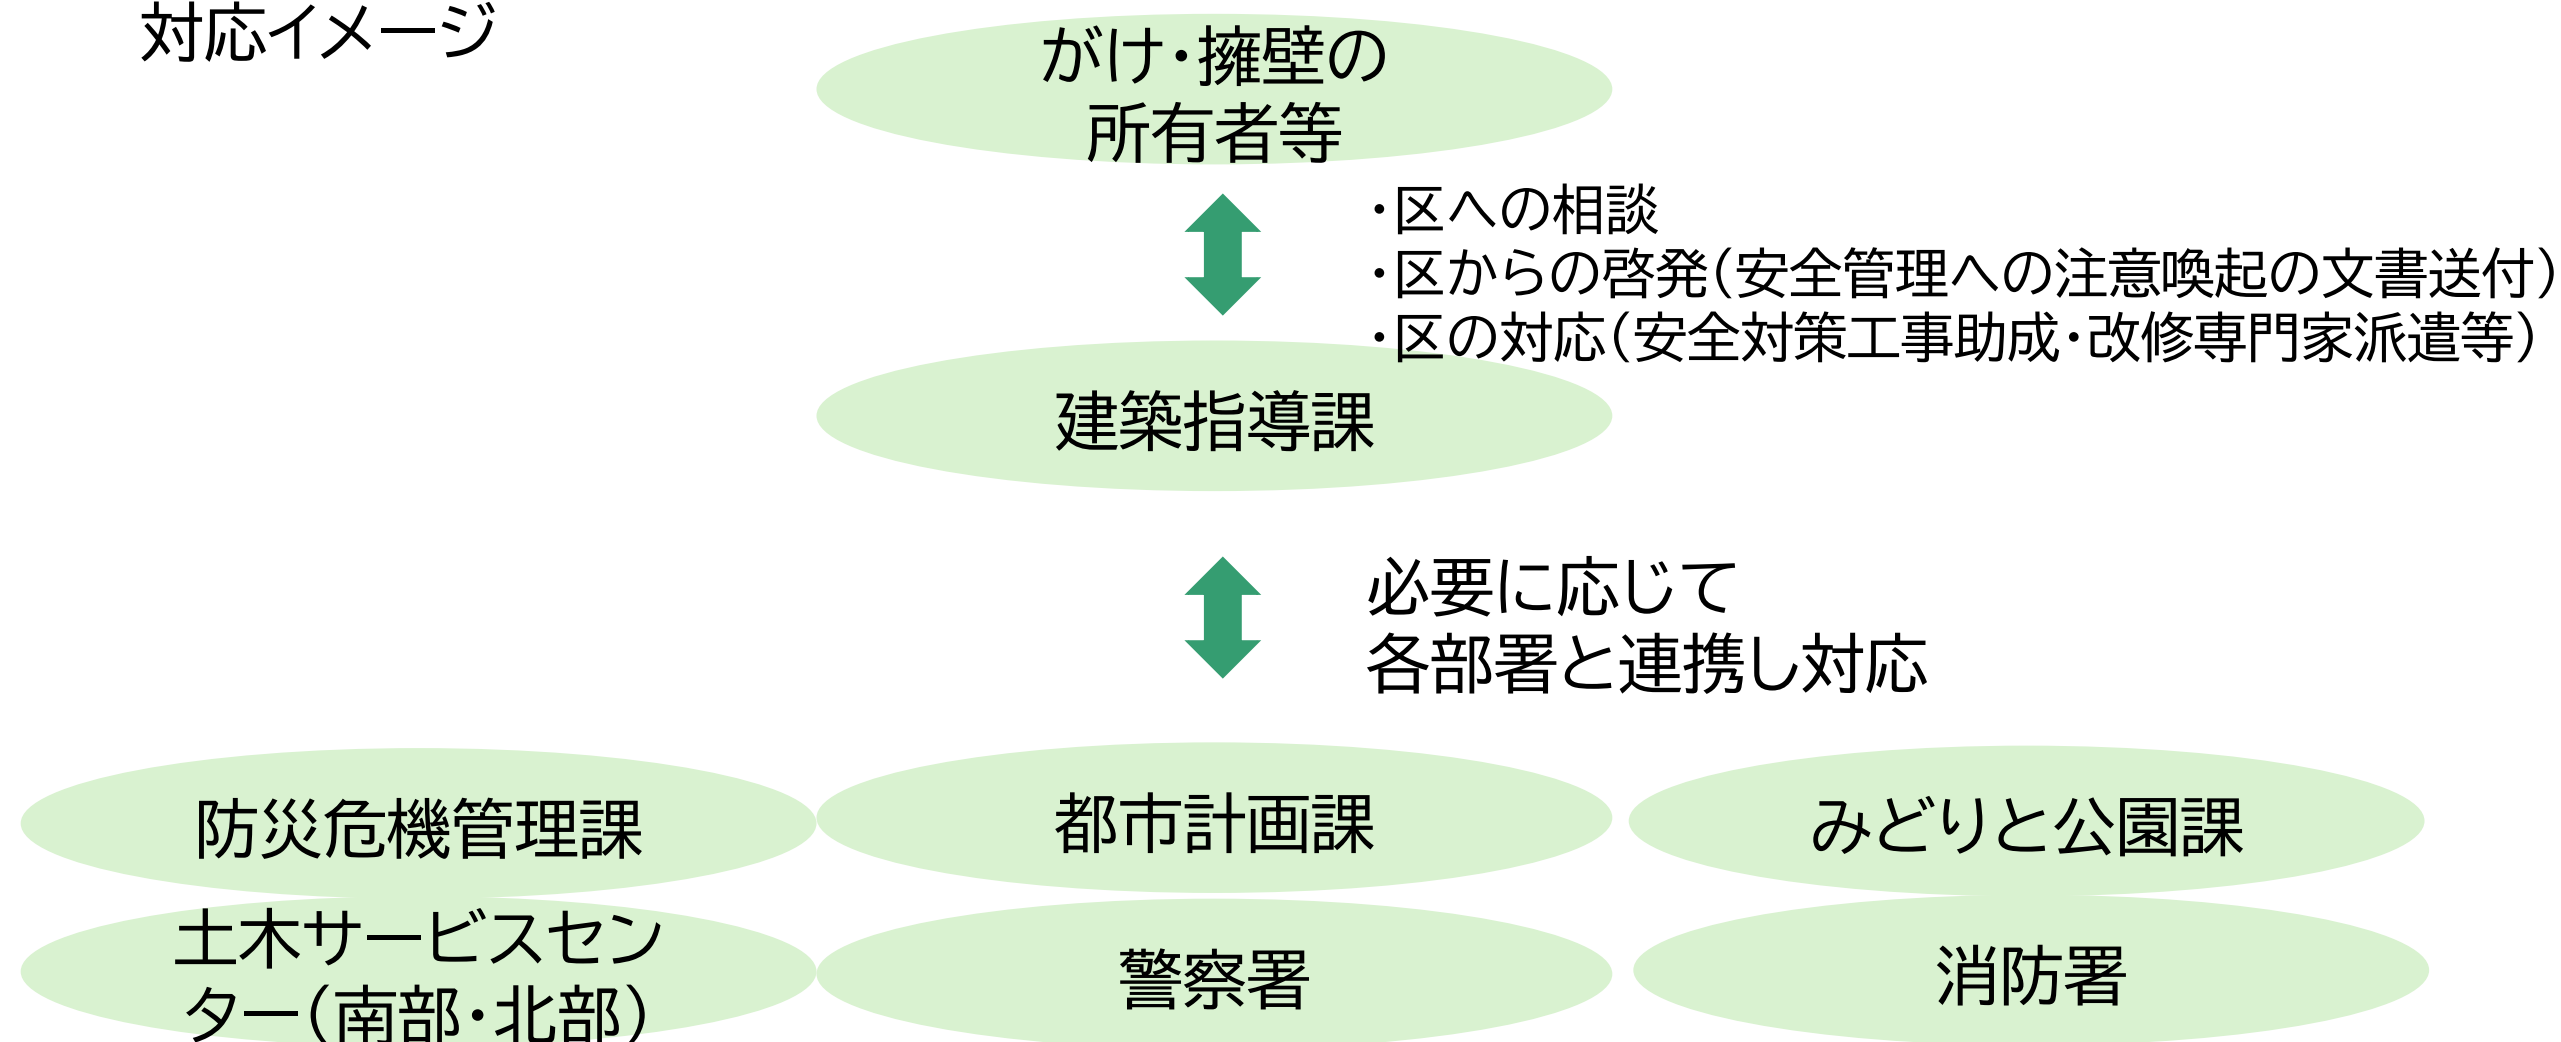 対応イメージ
がけ・擁壁の
所有者等
・区への相談
・区からの啓発（安全管理への注意喚起の文書送付）
・区の対応（安全対策工事助成・改修専門家派遣等）
建築指導課
必要に応じて
各部署と連携し対応
防災危機管理課
都市計画課
みどりと公園課
土木サービスセン
ター（南部・北部）
警察署
消防署